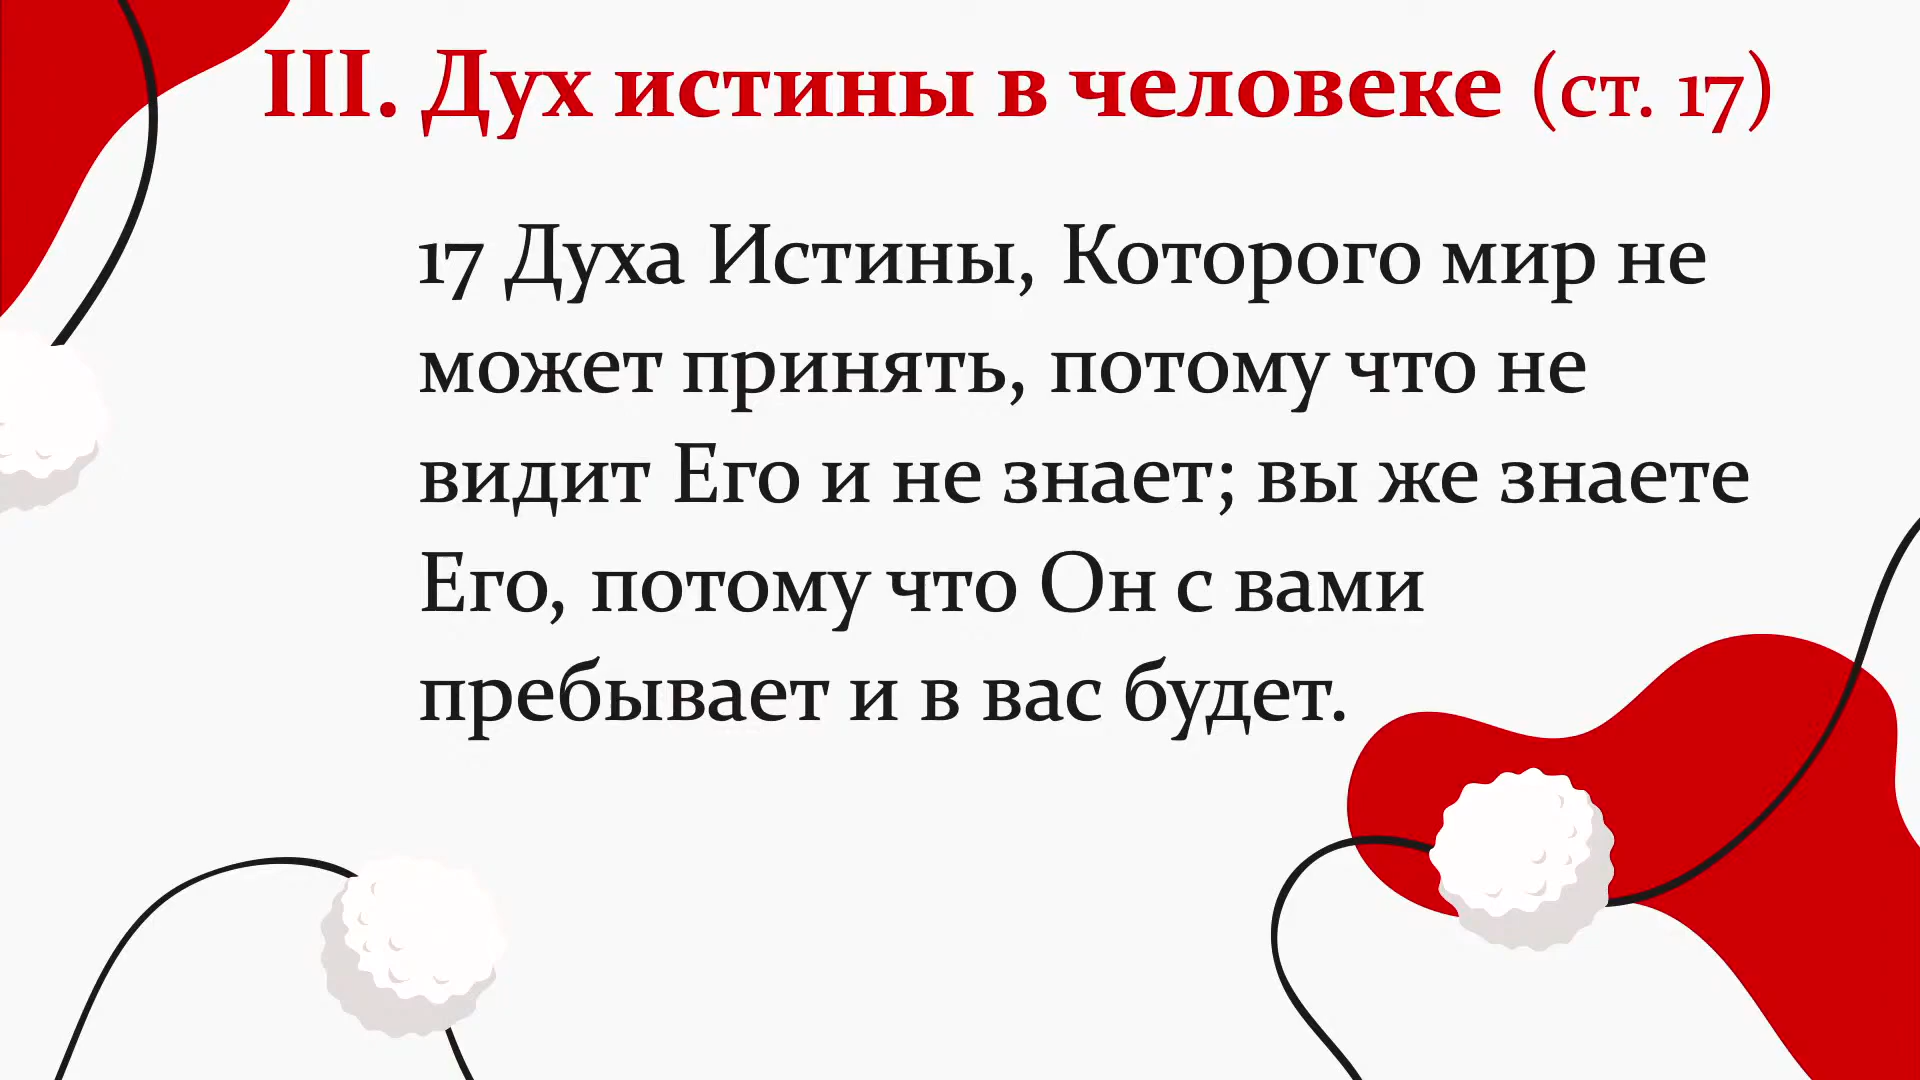 III. Дух истины в человеке (ст. 17)
17 Духа Истины, Которого мир не
может принять, потому что не
видит Его и не знает; вы же знаете
Его, потому что Он с вами
пребывает и в вас будет.